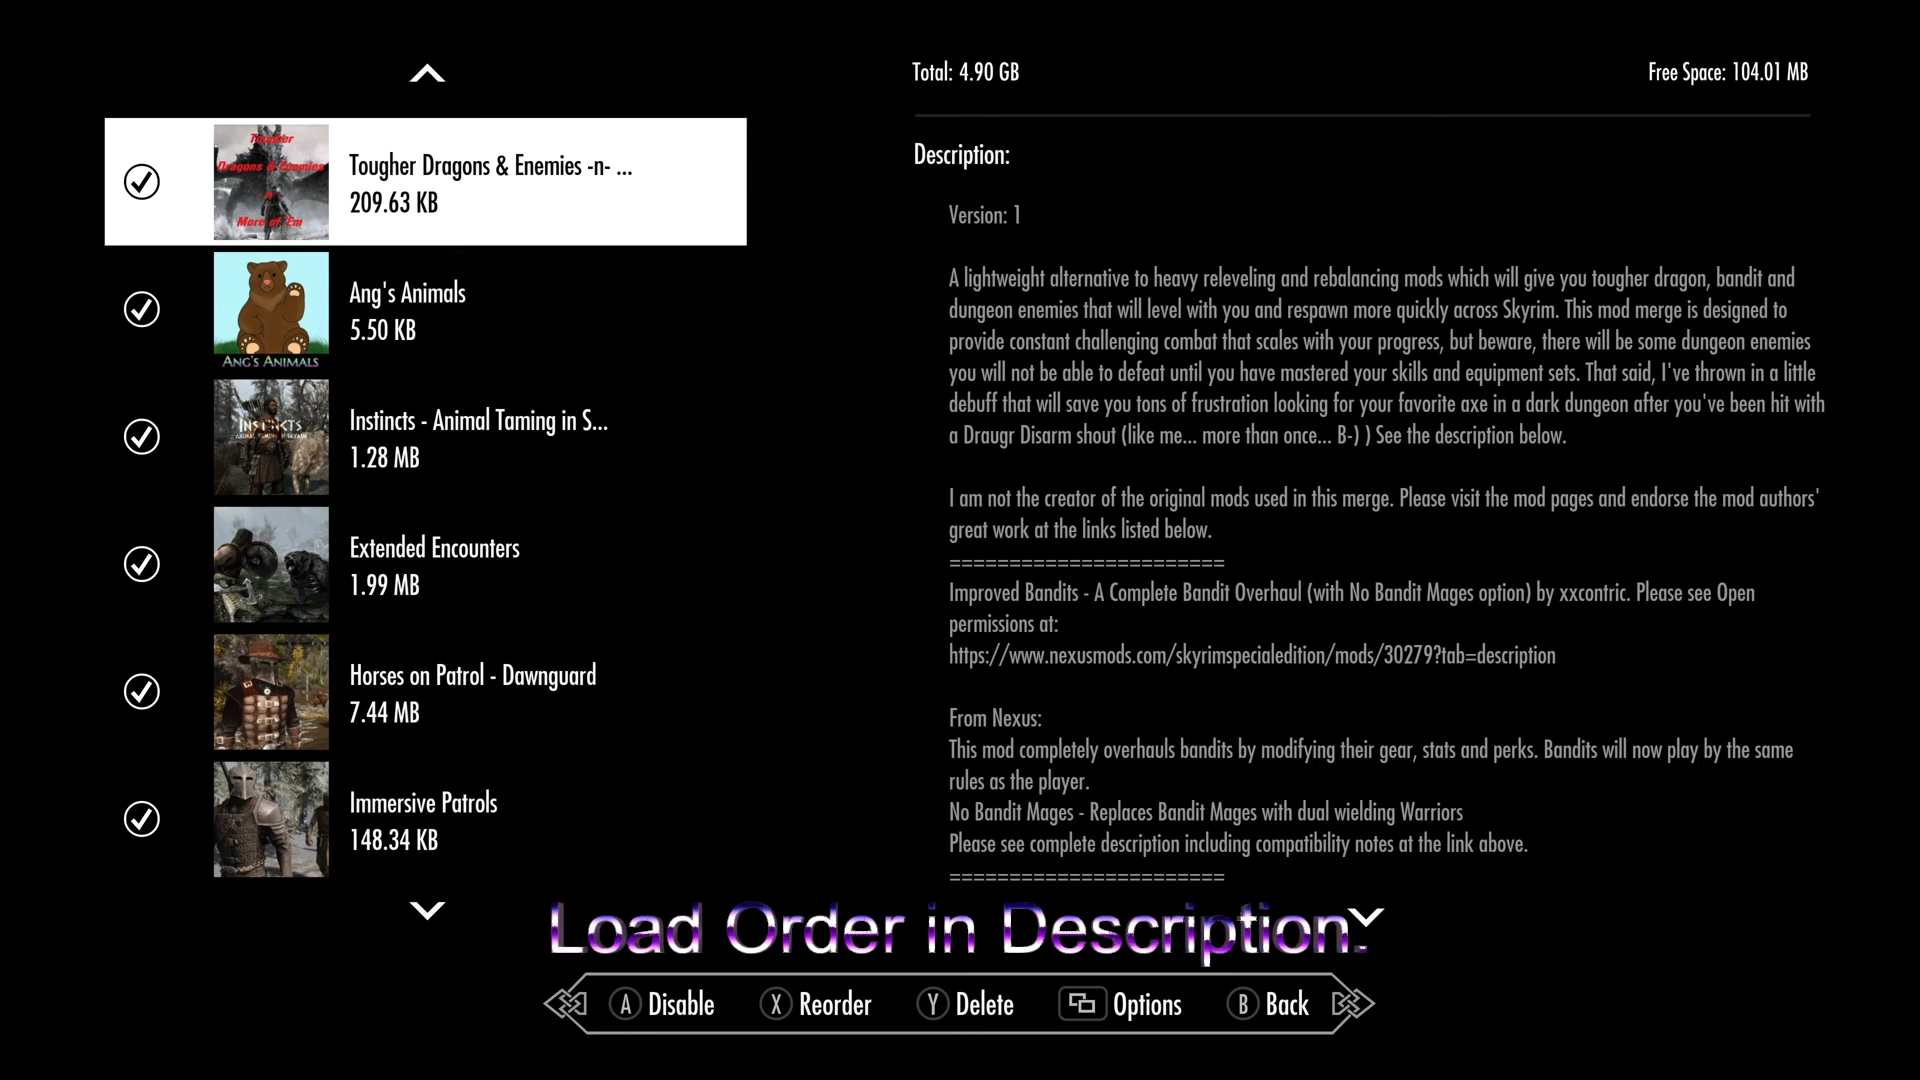 Total: 4.90 GB
Free Space: 104.01 MB
Tougher
Dragons & Enemies
-n-
More of 'Em
Tougher Dragons & Enemies -n- ...
209.63 KB
ANG'S ANIMALS
Ang's Animals
5.50 KB
INSTINCTS
ANIMAL TAMING IN SKYRIM
Instincts - Animal Taming in S...
1.28 MB
Extended Encounters
1.99 MB
Horses on Patrol - Dawnguard
7.44 MB
Immersive Patrols
148.34 KB
Description:
Version: 1
A lightweight alternative to heavy releveling and rebalancing mods which will give you tougher dragon, bandit and
dungeon enemies that will level with you and respawn more quickly across Skyrim. This mod merge is designed to
provide constant challenging combat that scales with your progress, but beware, there will be some dungeon enemies
you will not be able to defeat until you have mastered your skills and equipment sets. That said, I've thrown in a little
debuff that will save you tons of frustration looking for your favorite axe in a dark dungeon after you've been hit with
a Draugr Disarm shout (like me... more than once... B-) ) See the description below.
I am not the creator of the original mods used in this merge. Please visit the mod pages and endorse the mod authors'
great work at the links listed below.
=======================
Improved Bandits - A Complete Bandit Overhaul (with No Bandit Mages option) by xxcontric. Please see Open
permissions at:
https://www.nexusmods.com/skyrimspecialedition/mods/30279?tab=description
From Nexus:
This mod completely overhauls bandits by modifying their gear, stats and perks. Bandits will now play by the same
rules as the player.
No Bandit Mages - Replaces Bandit Mages with dual wielding Warriors
Please see complete description including compatibility notes at the link above.
=======================
Load Order in Description.
A Disable X Reorder Y Delete Options B Back